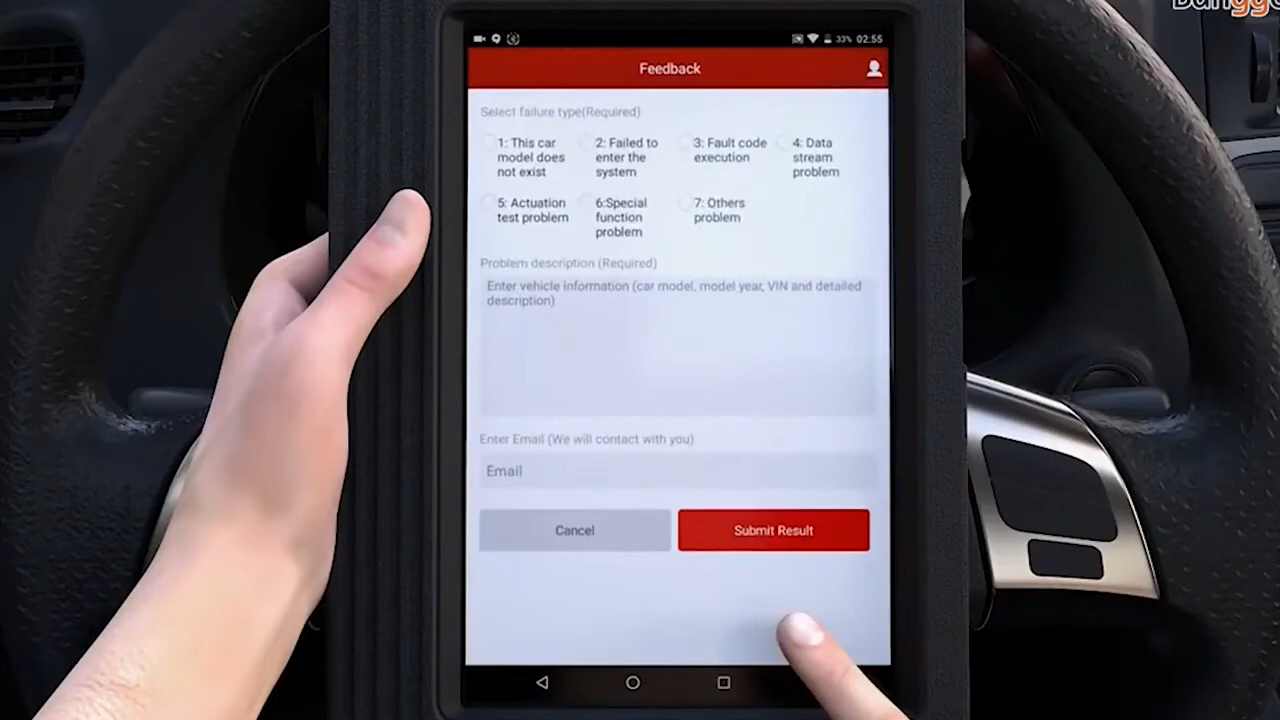 33% 02:55
Feedback
Select failure type(Required)
1: This car
model does
not exist
2: Failed to
enter the
system
3: Fault code
execution
4: Data
stream
problem
5: Actuation
test problem
6:Special
function
problem
7: Others
problem
Problem description (Required)
Enter vehicle information (car model, model year, VIN and detailed
description)
Enter Email (We will contact with you)
Email
Cancel
Submit Result